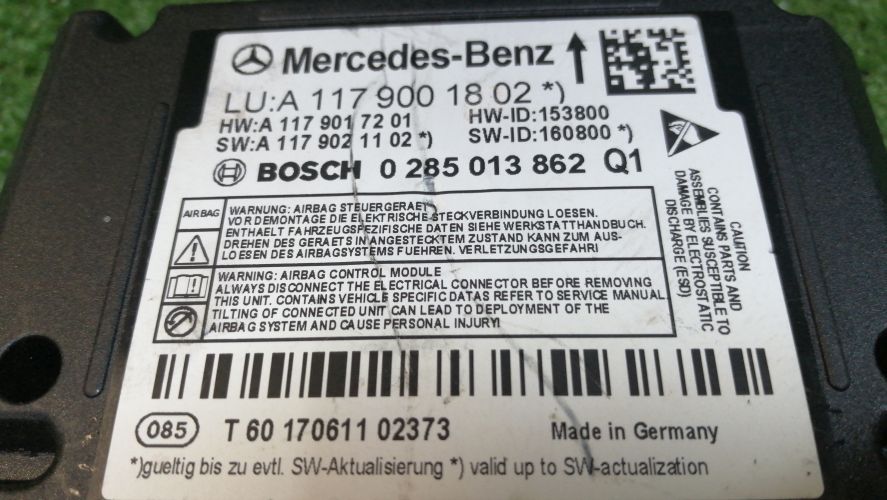 Mercedes-Benz
LU:A 117 900 18 02 *)
HW:A 117 901 72 01 HW-ID:153800
SW:A 117 902 11 02 *) SW-ID:160800 *)
BOSCH 0 285 013 862 Q1
AIRBAG
WARNUNG: AIRBAG STEUERGERAET
VOR DEMONTAGE DIE ELEKTRISCHE STECKVERBINDUNG LOESEN.
ENTHAELT FAHRZEUGSPEZIFISCHE DATEN SIEHE WERKSTATTHANDBUCH.
DREHEN DES GERAETS IN ANGESTECKTEM ZUSTAND KANN ZUM AUS-
LOESEN DES AIRBAGSYSTEMS FUEHREN. VERLETZUNGSGEFAHR!
WARNING: AIRBAG CONTROL MODULE
ALWAYS DISCONNECT THE ELECTRICAL CONNECTOR BEFORE REMOVING
THIS UNIT. CONTAINS VEHICLE SPECIFIC DATAS REFER TO SERVICE MANUAL.
TILTING OF CONNECTED UNIT CAN LEAD TO DEPLOYMENT OF THE
AIRBAG SYSTEM AND CAUSE PERSONAL INJURY!
CAUTION
CONTAINS PARTS AND
ASSEMBLIES SUSCEPTIBLE TO
DAMAGE BY ELECTROSTATIC
DISCHARGE (ESD)
085 T 60 170611 02373 Made in Germany
*)gueltig bis zu evtl. SW-Aktualisierung *) valid up to SW-actualization